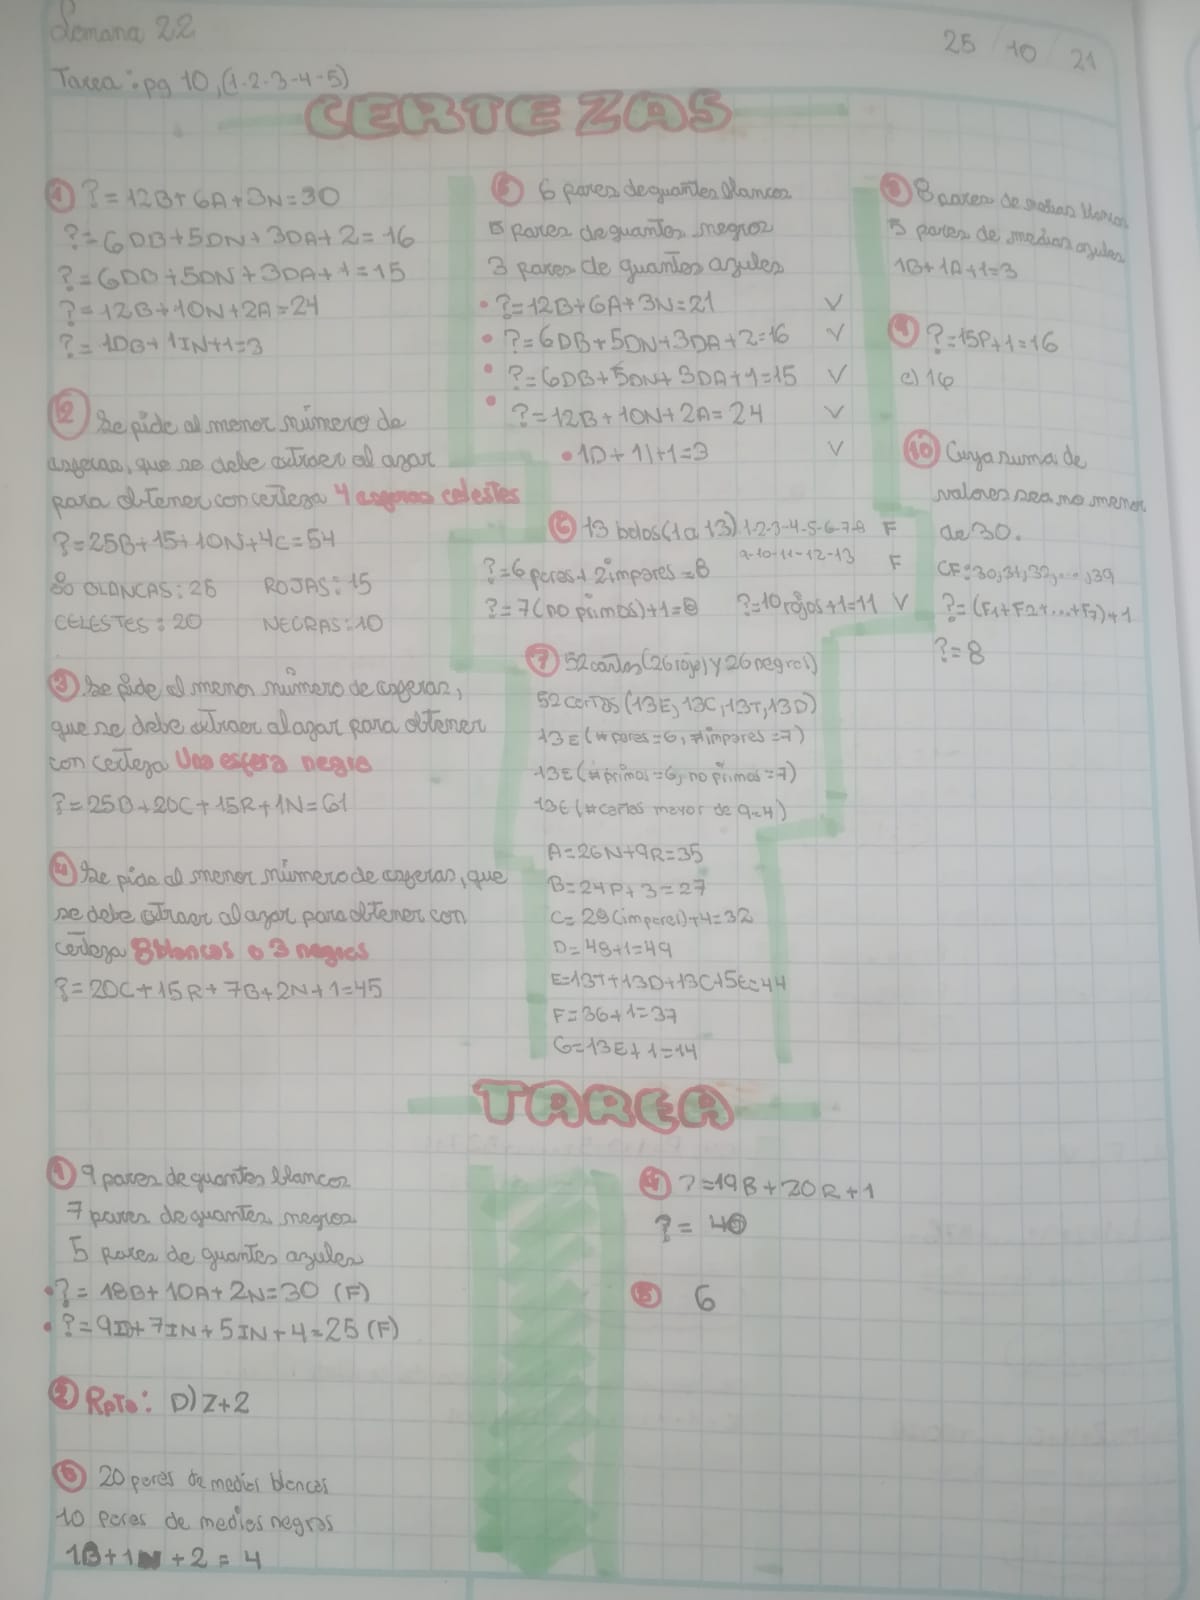 Semana 22
25 / 10 / 21
Tarea: pg 10, (1-2-3-4-5)
CERTEZAS
1 ? = 12B + 6A + 3N = 30
? = 6DB + 5DN + 3DA + 2 = 16
? = 6DB + 5DN + 3DA + 1 = 15
? = 12B + 10N + 2A = 24
? = 1DB + 1IN + 1 = 3
2 Se pide al menor número de
esferas, que se debe extraer al azar
para obtener con certeza 4 esferas celestes
? = 25B + 15 + 10N + 4C = 54
80 BLANCAS: 25 ROJAS: 15
CELESTES: 20 NEGRAS: 10
3 Se pide al menor número de esferas,
que se debe extraer al azar para obtener
con certeza Una esfera negra
? = 25B + 20C + 15R + 1N = 61
4 Se pide al menor número de esferas, que
se debe extraer al azar para obtener con
certeza 8 blancas o 3 negras
? = 20C + 15R + 7B + 2N + 1 = 45
5 6 pares de guantes blancos
5 pares de guantes negros
3 pares de guantes azules
• ? = 12B + 6A + 3N = 21 V
• ? = 6DB + 5DN + 3DA + 2 = 16 V
• ? = 6DB + 5DN + 3DA + 1 = 15 V
• ? = 12B + 10N + 2A = 24 V
• 1D + 1I + 1 = 3 V
6 13 bolos (1 a 13) 1-2-3-4-5-6-7-8 F
9-10-11-12-13 F
? = 6 pares + 2 impares = 8
? = 7 (no primos) + 1 = 8 ? = 10 rojos + 1 = 11 V
7 52 cartas (26 rojas y 26 negras)
52 cartas (13E, 13C, 13T, 13D)
13E (# pares = 6, # impares = 7)
13E (# primos = 6, no primos = 7)
13E (# cartas mayor de 9 = 4)
A = 26N + 9R = 35
B = 24P + 3 = 27
C = 28 (impares) + 4 = 32
D = 48 + 1 = 49
E = 13T + 13D + 13C + 5E = 44
F = 36 + 1 = 37
G = 13E + 1 = 14
8 pares de medias blancas
5 pares de medias azules
1B + 1A + 1 = 3
9 ? = 15P + 1 = 16
c) 16
10 Cuya suma de
valores sea no menor
de 30.
CF: 30, 31, 32, ..., 39
? = (F1 + F2 + ... + F7) + 1
? = 8
TAREA
1 9 pares de guantes blancos
7 pares de guantes negros
5 pares de guantes azules
• ? = 18B + 10A + 2N = 30 (F)
• ? = 9ID + 7IN + 5IN + 4 = 25 (F)
2 Rpta: D) Z + 2
3 20 pares de medias blancas
10 pares de medias negras
1B + 1N + 2 = 4
4 ? = 19B + 20R + 1
? = 40
5 6